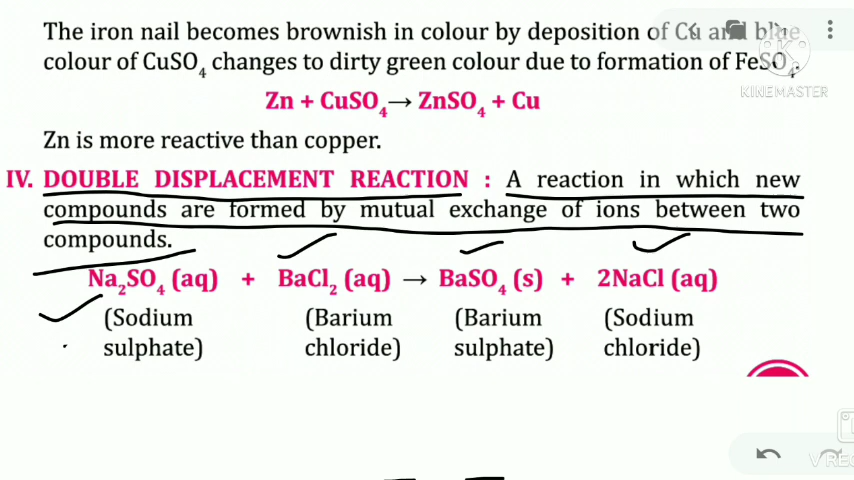 The iron nail becomes brownish in colour by deposition of Cu and blue
colour of CuSO₄ changes to dirty green colour due to formation of FeSO₄.
KINEMASTER
Zn + CuSO₄→ ZnSO₄ + Cu
Zn is more reactive than copper.
IV. DOUBLE DISPLACEMENT REACTION : A reaction in which new
compounds are formed by mutual exchange of ions between two
compounds.
Na₂SO₄ (aq) + BaCl₂ (aq) → BaSO₄ (s) + 2NaCl (aq)
(Sodium (Barium (Barium (Sodium
sulphate) chloride) sulphate) chloride)